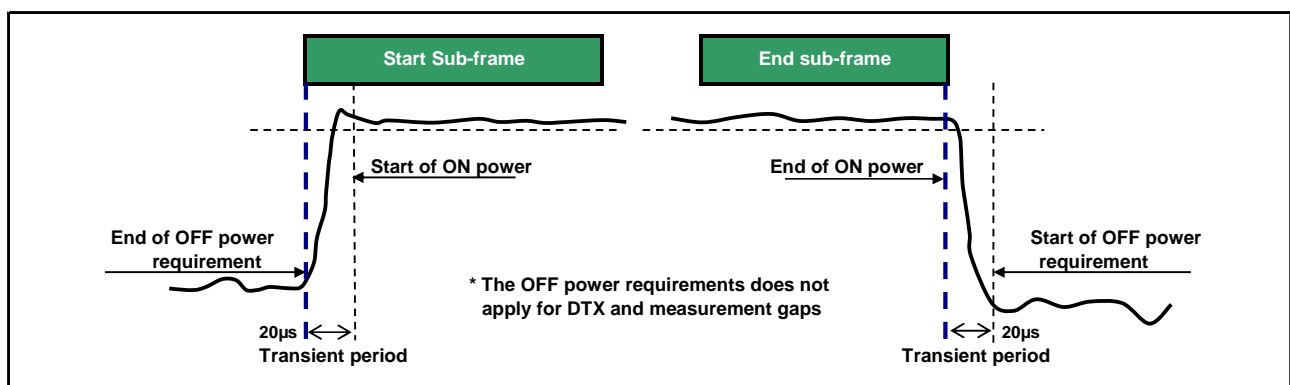 Start Sub-frame
End sub-frame
Start of ON power
End of ON power
End of OFF power
requirement
Start of OFF power
requirement
* The OFF power requirements does not
apply for DTX and measurement gaps
20µs
20µs
Transient period
Transient period